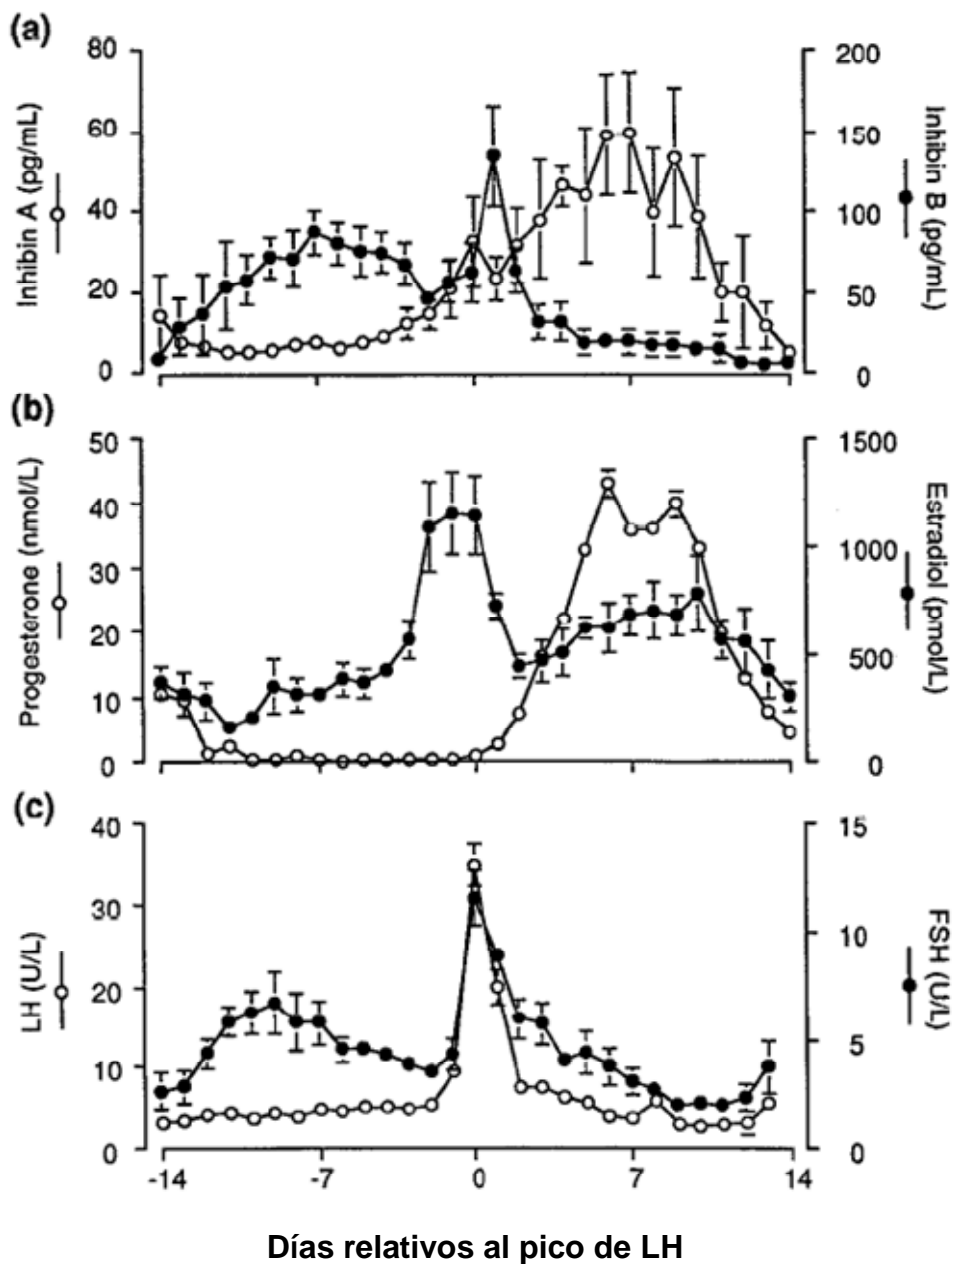 (a)
80
60
40
20
0
Inhibin A (pg/mL)
200
150
100
50
0
Inhibin B (pg/mL)
(b)
50
40
30
20
10
0
Progesterone (nmol/L)
1500
1000
500
0
Estradiol (pmol/L)
(c)
40
30
20
10
0
LH (U/L)
15
10
5
0
FSH (U/L)
-14 -7 0 7 14
Días relativos al pico de LH